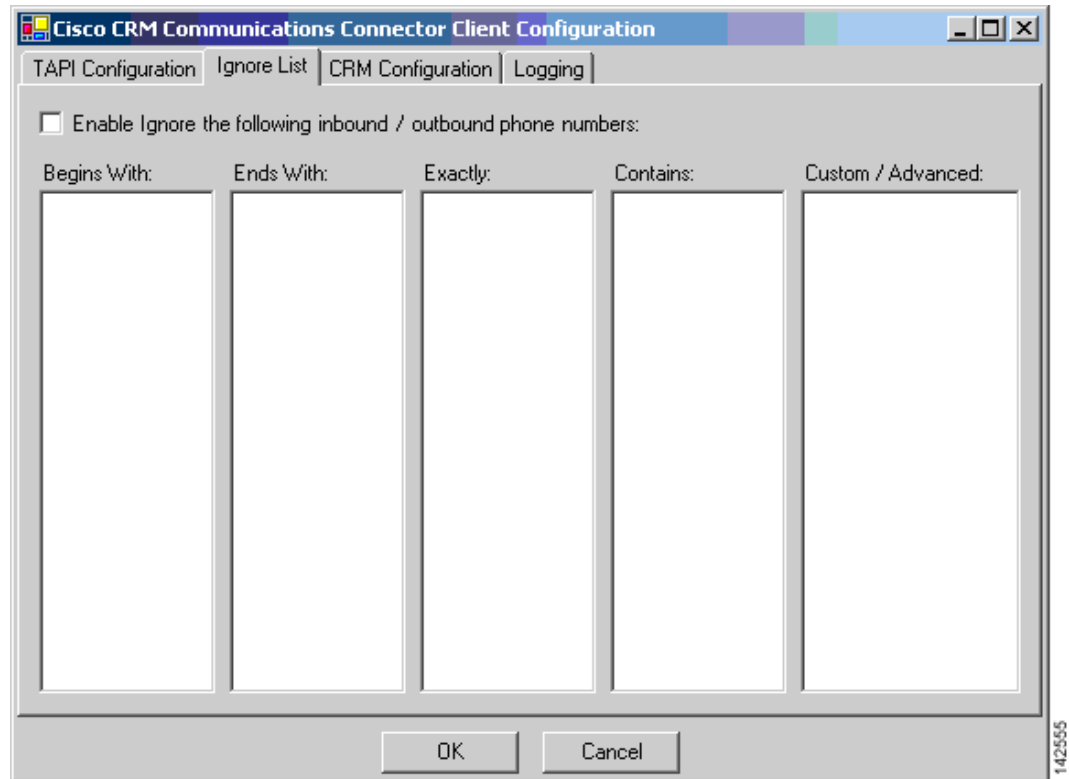 Cisco CRM Communications Connector Client Configuration
TAPI Configuration Ignore List CRM Configuration Logging
Enable Ignore the following inbound / outbound phone numbers:
Begins With: Ends With: Exactly: Contains: Custom / Advanced:
OK Cancel
142555